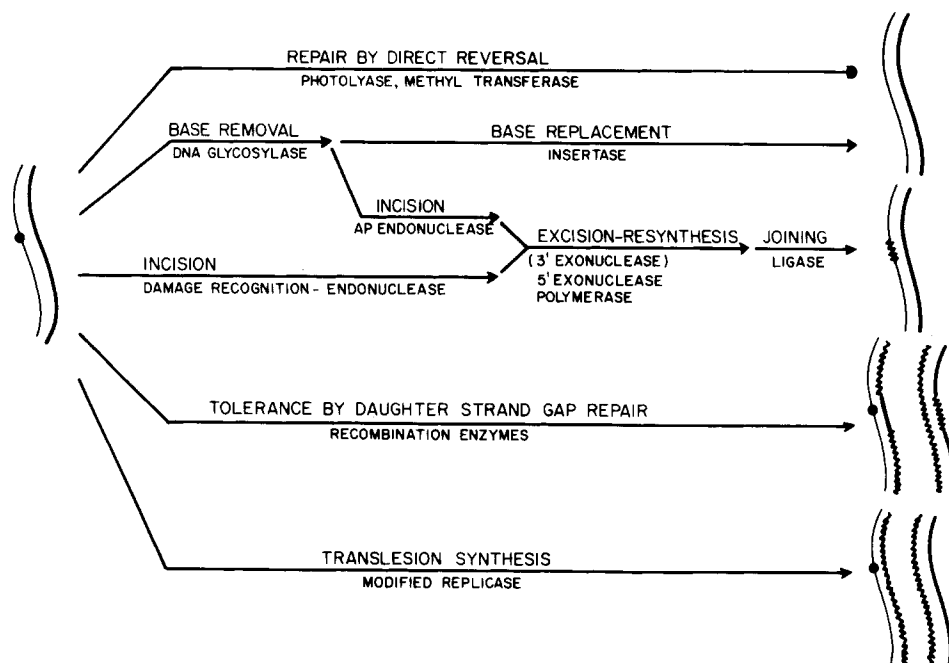 REPAIR BY DIRECT REVERSAL
PHOTOLYASE, METHYL TRANSFERASE
BASE REMOVAL
DNA GLYCOSYLASE
BASE REPLACEMENT
INSERTASE
INCISION
AP ENDONUCLEASE
INCISION
DAMAGE RECOGNITION - ENDONUCLEASE
EXCISION-RESYNTHESIS
(3' EXONUCLEASE)
5' EXONUCLEASE
POLYMERASE
JOINING
LIGASE
TOLERANCE BY DAUGHTER STRAND GAP REPAIR
RECOMBINATION ENZYMES
TRANSLESION SYNTHESIS
MODIFIED REPLICASE